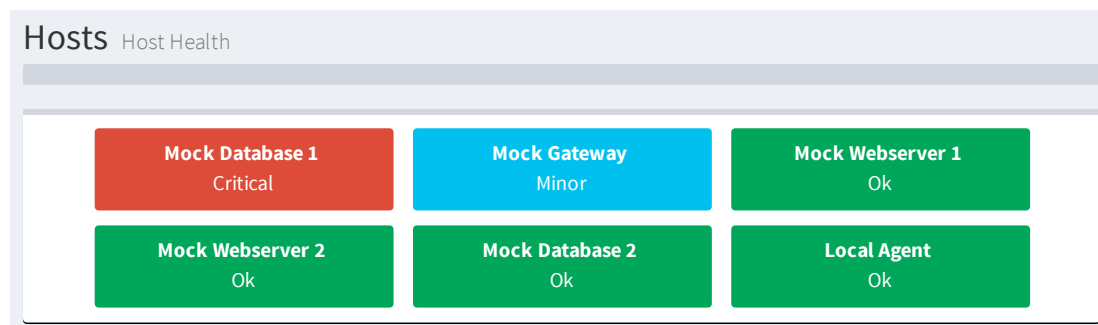 Hosts Host Health
Mock Database 1
Critical
Mock Gateway
Minor
Mock Webserver 1
Ok
Mock Webserver 2
Ok
Mock Database 2
Ok
Local Agent
Ok